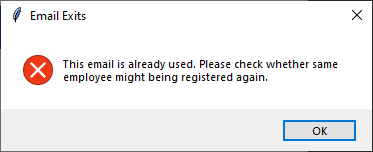 Email Exits
This email is already used. Please check whether same
employee might being registered again.
OK